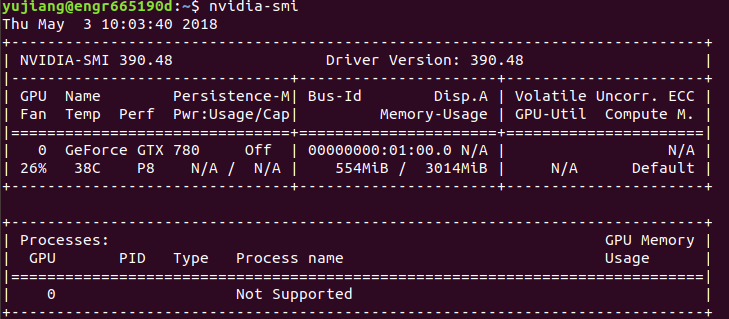 yujiang@engr665190d:~$ nvidia-smi
Thu May  3 10:03:40 2018
+-----------------------------------------------------------------------------+
| NVIDIA-SMI 390.48                 Driver Version: 390.48                    |
|-------------------------------+----------------------+----------------------+
| GPU  Name        Persistence-M| Bus-Id        Disp.A | Volatile Uncorr. ECC |
| Fan  Temp  Perf  Pwr:Usage/Cap|         Memory-Usage | GPU-Util  Compute M. |
|===============================+======================+======================|
|   0  GeForce GTX 780     Off  | 00000000:01:00.0 N/A |                  N/A |
| 26%   38C    P8    N/A /  N/A |    554MiB /  3014MiB |     N/A      Default |
+-------------------------------+----------------------+----------------------+

+-----------------------------------------------------------------------------+
| Processes:                                                       GPU Memory |
|  GPU       PID   Type   Process name                             Usage      |
|=============================================================================|
|    0                    Not Supported                                       |
+-----------------------------------------------------------------------------+